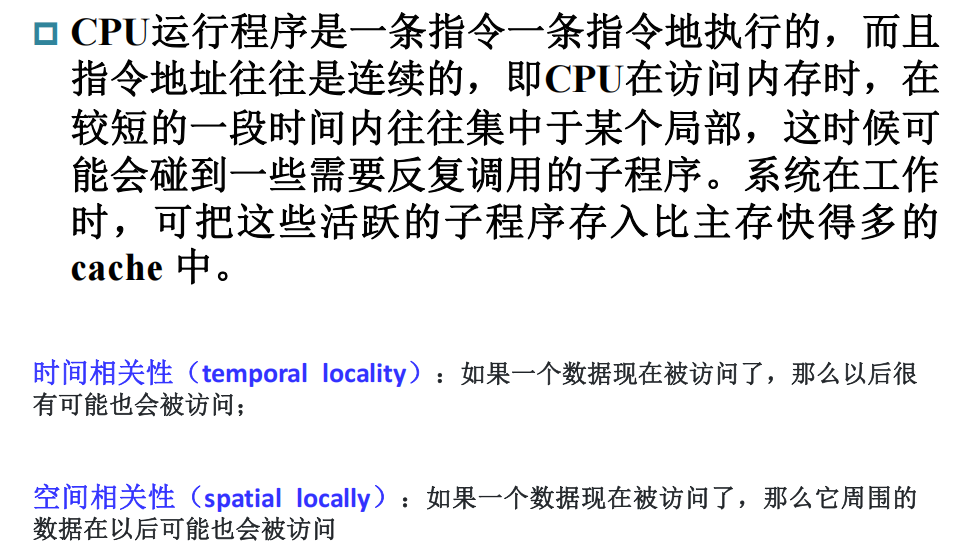 CPU运行程序是一条指令一条指令地执行的，而且
指令地址往往是连续的，即CPU在访问内存时，在
较短的一段时间内往往集中于某个局部，这时候可
能会碰到一些需要反复调用的子程序。系统在工作
时，可把这些活跃的子程序存入比主存快得多的
cache 中。
时间相关性（temporal locality）：如果一个数据现在被访问了，那么以后很
有可能也会被访问；
空间相关性（spatial locally）：如果一个数据现在被访问了，那么它周围的
数据在以后可能也会被访问